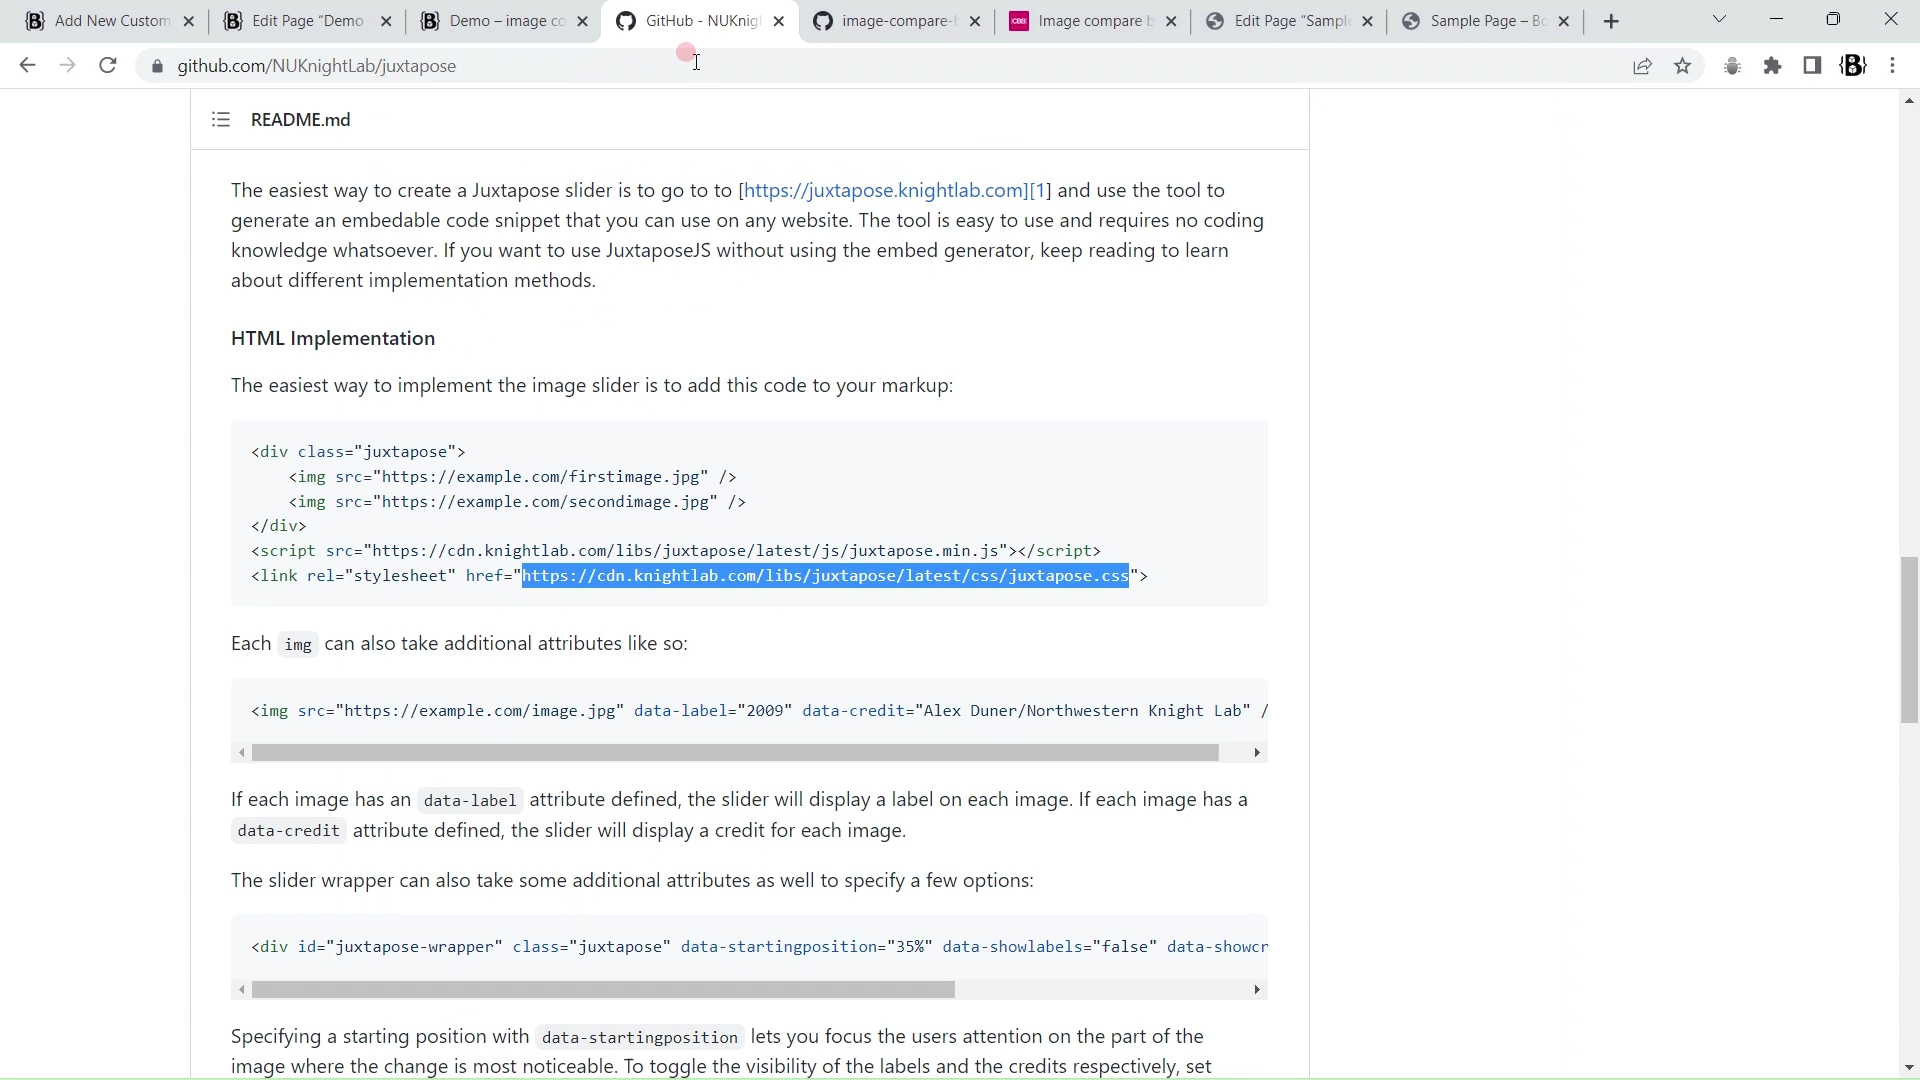 Add New Custom
Edit Page “Demo
Demo – image co
GitHub - NUKnig
image-compare-
Image compare b
Edit Page “Sampl
Sample Page – Bo
github.com/NUKnightLab/juxtapose
README.md
The easiest way to create a Juxtapose slider is to go to to [https://juxtapose.knightlab.com][1] and use the tool to
generate an embedable code snippet that you can use on any website. The tool is easy to use and requires no coding
knowledge whatsoever. If you want to use JuxtaposeJS without using the embed generator, keep reading to learn
about different implementation methods.
HTML Implementation
The easiest way to implement the image slider is to add this code to your markup:
<div class="juxtapose">
<img src="https://example.com/firstimage.jpg" />
<img src="https://example.com/secondimage.jpg" />
</div>
<script src="https://cdn.knightlab.com/libs/juxtapose/latest/js/juxtapose.min.js"></script>
<link rel="stylesheet" href="https://cdn.knightlab.com/libs/juxtapose/latest/css/juxtapose.css">
Each img can also take additional attributes like so:
<img src="https://example.com/image.jpg" data-label="2009" data-credit="Alex Duner/Northwestern Knight Lab" /
If each image has an data-label attribute defined, the slider will display a label on each image. If each image has a
data-credit attribute defined, the slider will display a credit for each image.
The slider wrapper can also take some additional attributes as well to specify a few options:
<div id="juxtapose-wrapper" class="juxtapose" data-startingposition="35%" data-showlabels="false" data-showcr
Specifying a starting position with data-startingposition lets you focus the users attention on the part of the
image where the change is most noticeable. To toggle the visibility of the labels and the credits respectively, set